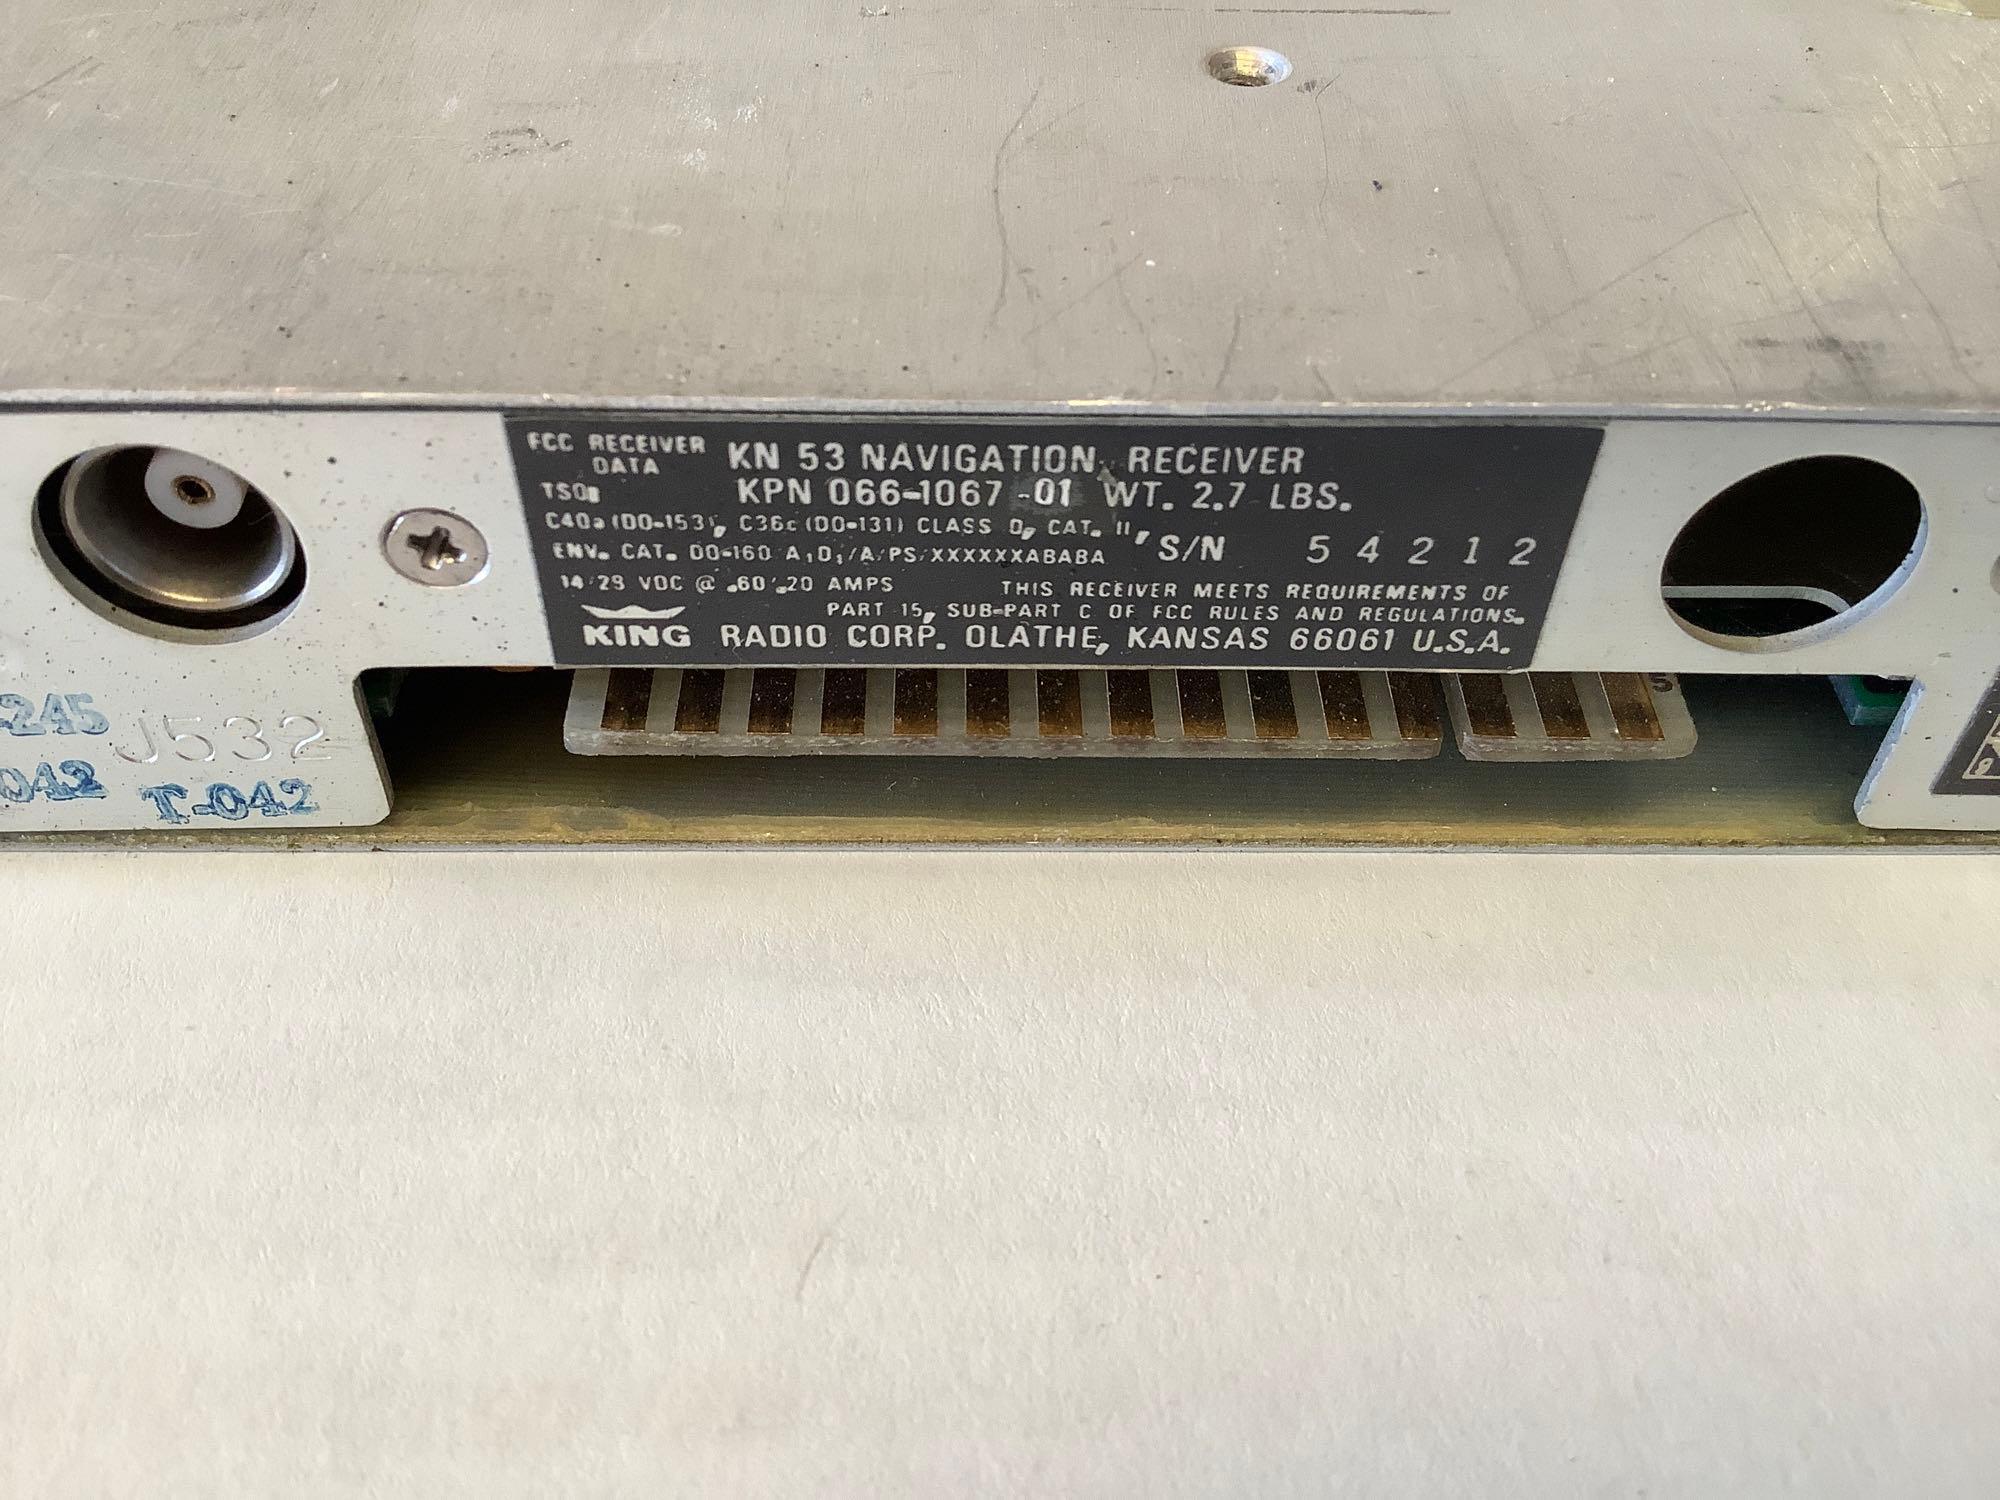 FCC RECEIVER DATA
KN 53 NAVIGATION RECEIVER
TSO: KPN 066-1067 -01 WT. 2.7 LBS.
C40a (DO-153), C36c (DO-131) CLASS D, CAT. II,
S/N 54212
ENV. CAT. DO-160 A,D,/A/PS/XXXXXXABABA
14/28 VDC @ .60/.20 AMPS
THIS RECEIVER MEETS REQUIREMENTS OF
PART 15, SUB-PART C OF FCC RULES AND REGULATIONS.
KING RADIO CORP. OLATHE, KANSAS 66061 U.S.A.
-245
J532
042
T-042